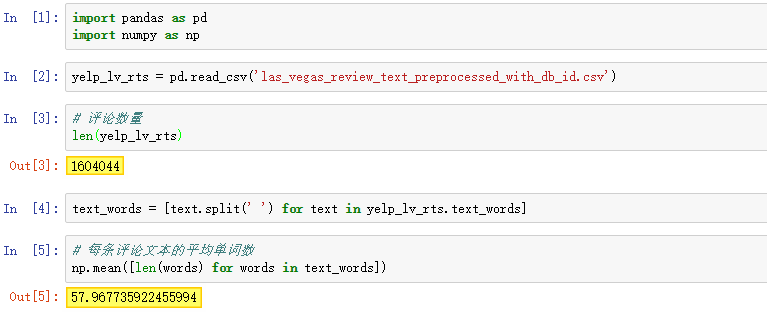 In [1]: import pandas as pd
import numpy as np
In [2]: yelp_lv_rts = pd.read_csv('las_vegas_review_text_preprocessed_with_db_id.csv')
In [3]: # 评论数量
len(yelp_lv_rts)
Out[3]: 1604044
In [4]: text_words = [text.split(' ') for text in yelp_lv_rts.text_words]
In [5]: # 每条评论文本的平均单词数
np.mean([len(words) for words in text_words])
Out[5]: 57.967735922455994